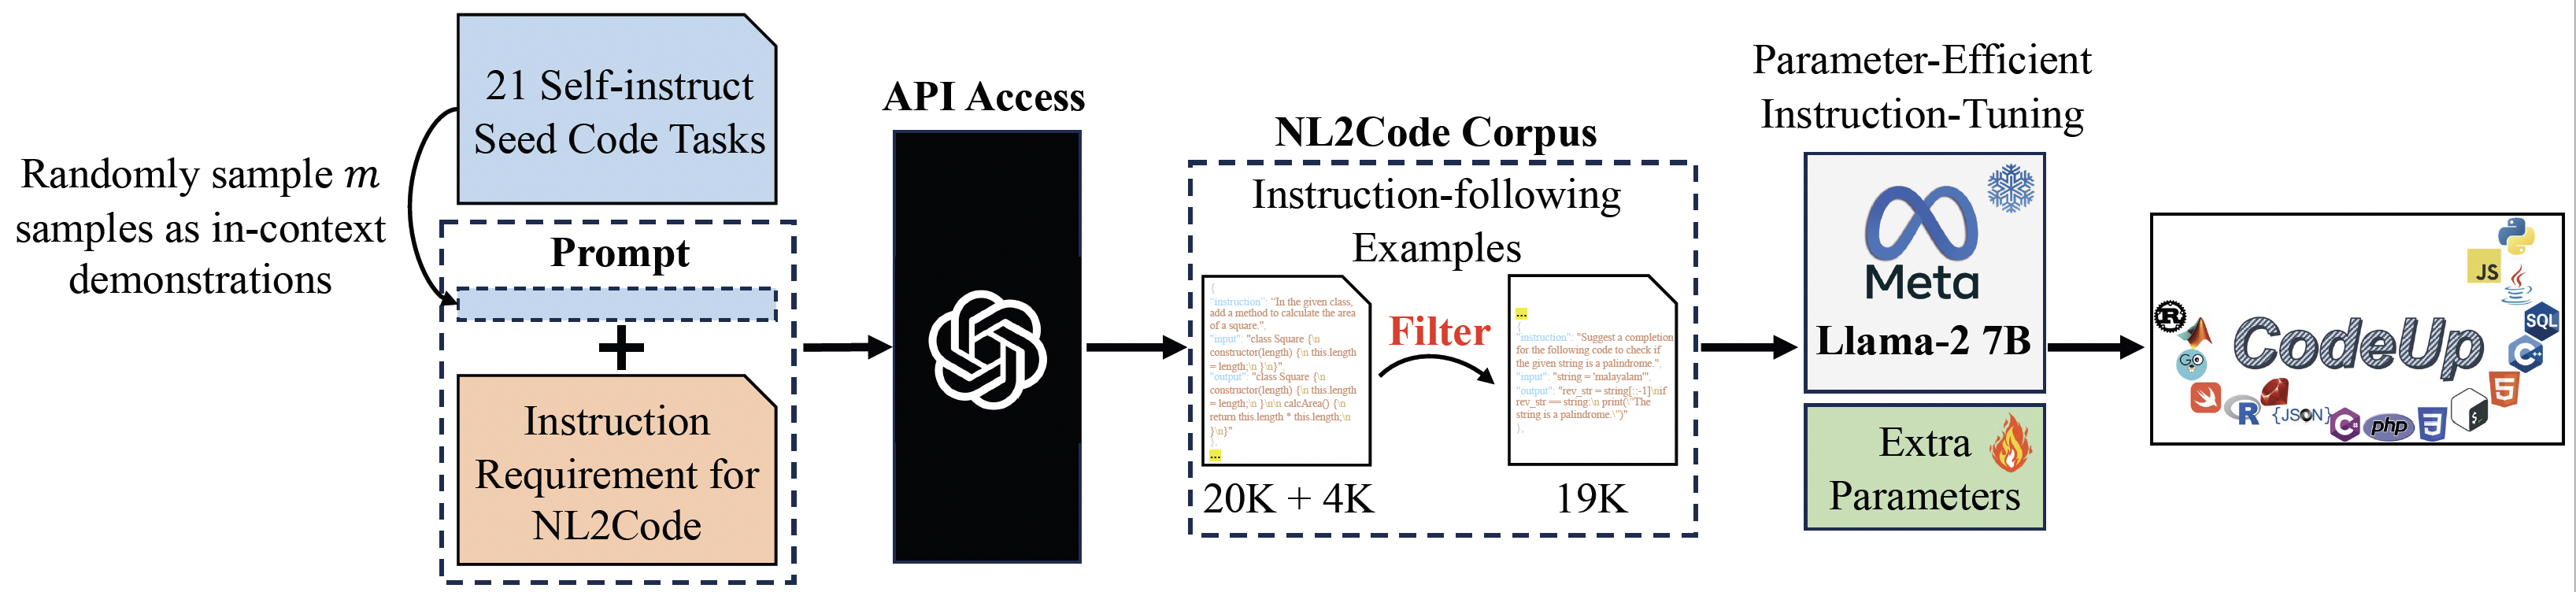 21 Self-instruct
Seed Code Tasks
Randomly sample m
samples as in-context
demonstrations
Prompt
+
Instruction
Requirement for
NL2Code
API Access
NL2Code Corpus
Instruction-following
Examples
{
"instruction": "In the given class,
add a method to calculate the area
of a square.",
"input": "class Square {\n
constructor(length) {\n this.length
= length;\n }\n}",
"output": "class Square {\n
constructor(length) {\n this.length
= length;\n }\n\n calcArea() {\n
return this.length * this.length;\n
}\n}"
},
...
20K + 4K
Filter
...
{
"instruction": "Suggest a completion
for the following code to check if
the given string is a palindrome.",
"input": "string = 'malayalam'",
"output": "rev_str = string[::-1]\nif
rev_str == string:\n print(\"The
string is a palindrome.\")"
},
19K
Parameter-Efficient
Instruction-Tuning
Meta
Llama-2 7B
Extra
Parameters
CodeUp
JS
SQL
C++
5
3
php
C#
{JSON}
R
GO
R